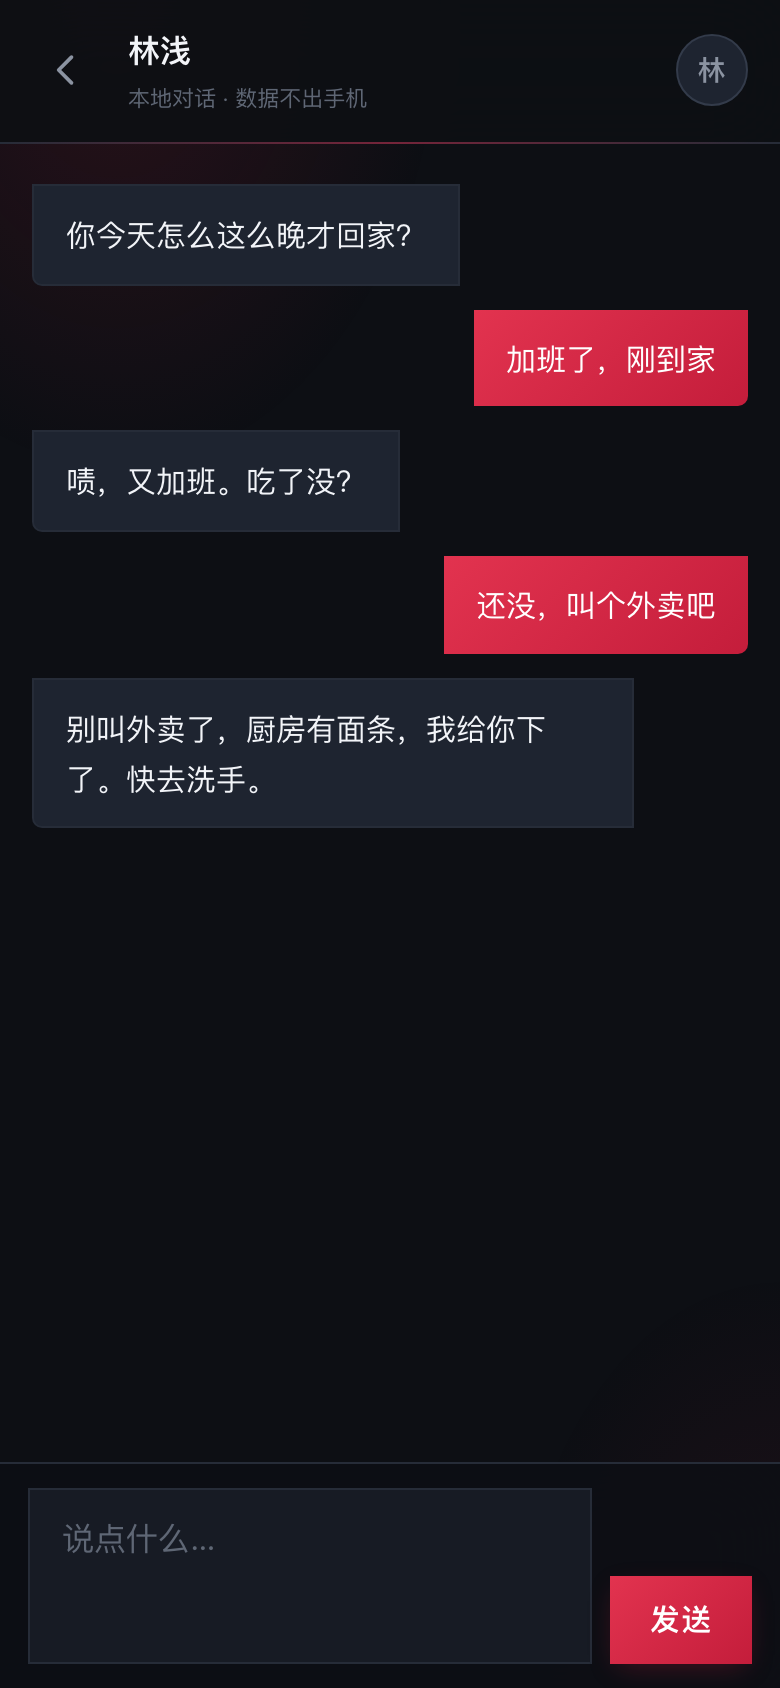 林浅
本地对话 · 数据不出手机
林
你今天怎么这么晚才回家?
加班了，刚到家
啧，又加班。吃了没?
还没，叫个外卖吧
别叫外卖了，厨房有面条，我给你下
了。快去洗手。
说点什么...
发送